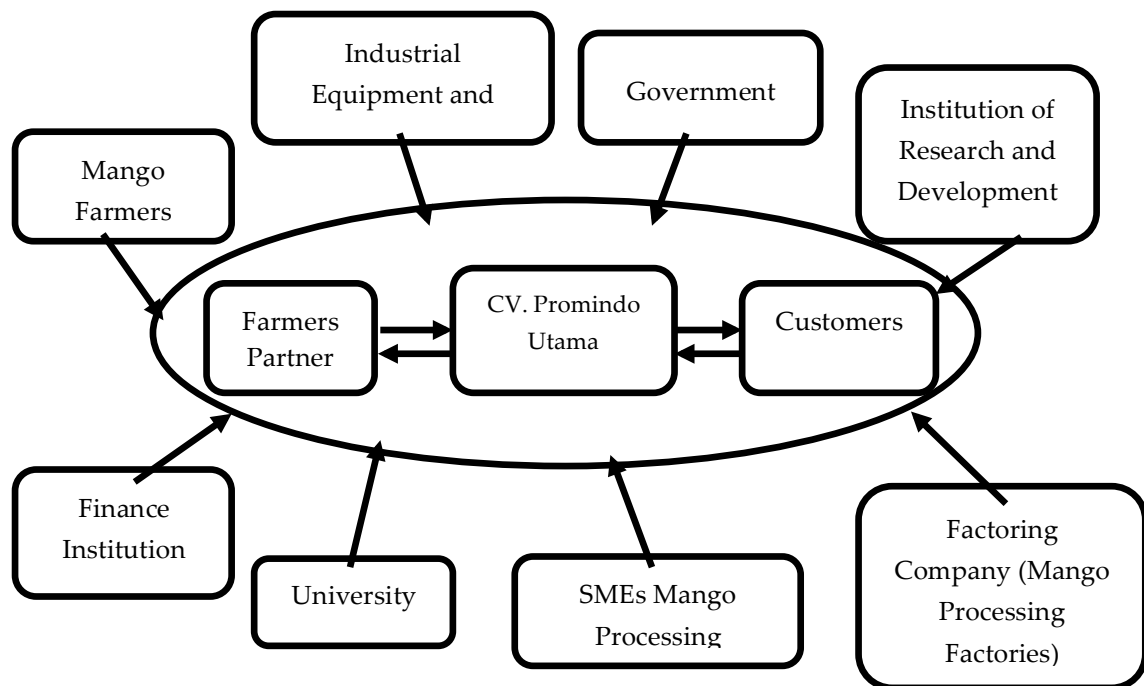 Industrial
Equipment and
Government
Institution of
Research and
Development
Mango
Farmers
Farmers
Partner
CV. Promindo
Utama
Customers
Finance
Institution
University
SMEs Mango
Processing
Factoring
Company (Mango
Processing
Factories)